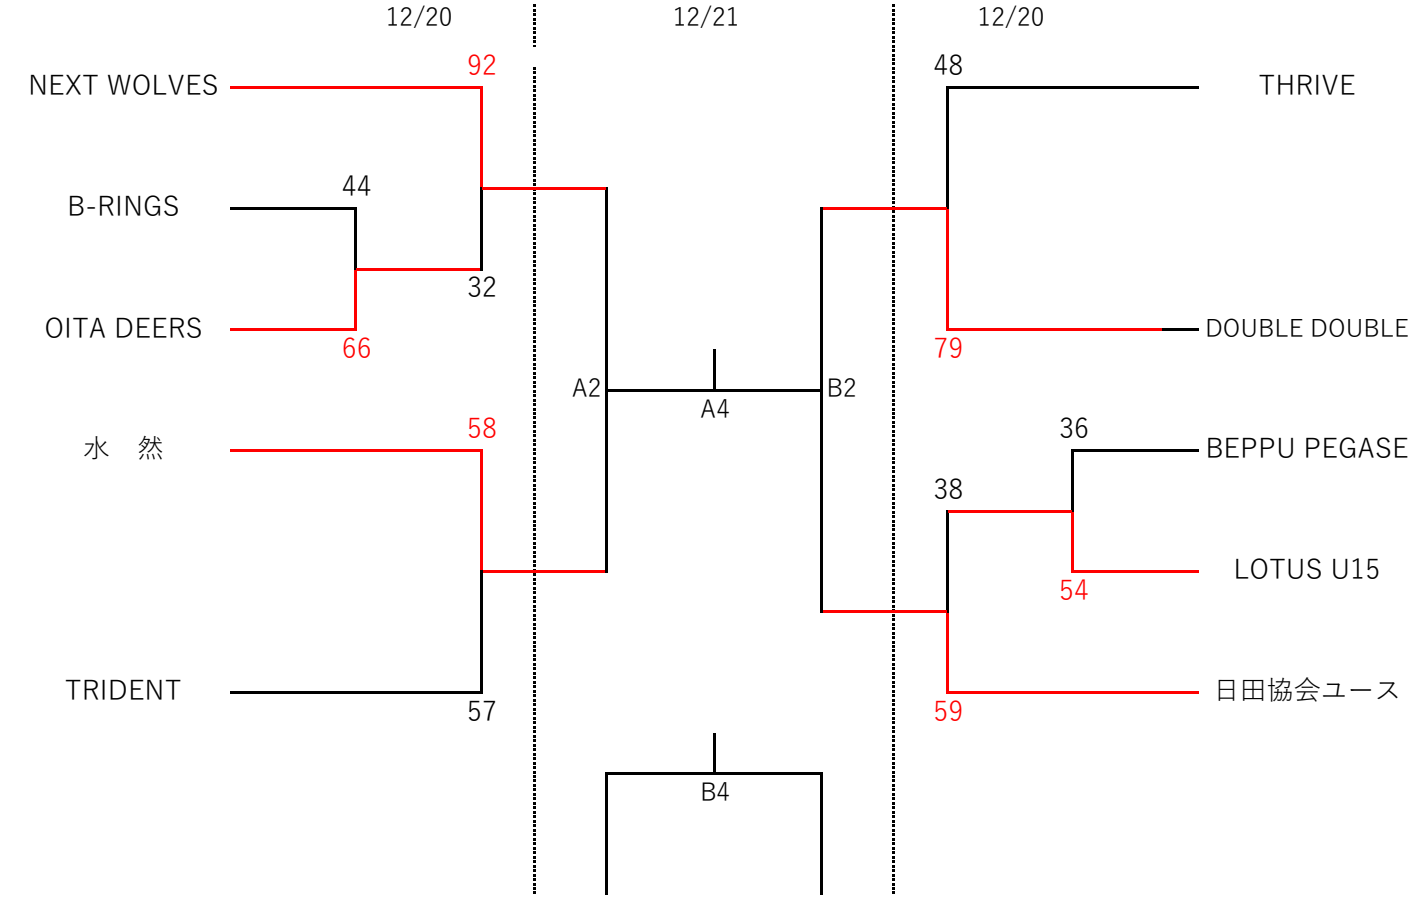 12/20 12/21 12/20
92 48
NEXT WOLVES THRIVE
44
B-RINGS
32
OITA DEERS DOUBLE DOUBLE
66 79
A2 B2
A4
58 36
水　然 BEPPU PEGASE
38
LOTUS U15
54
TRIDENT 日田協会ユース
57 59
B4